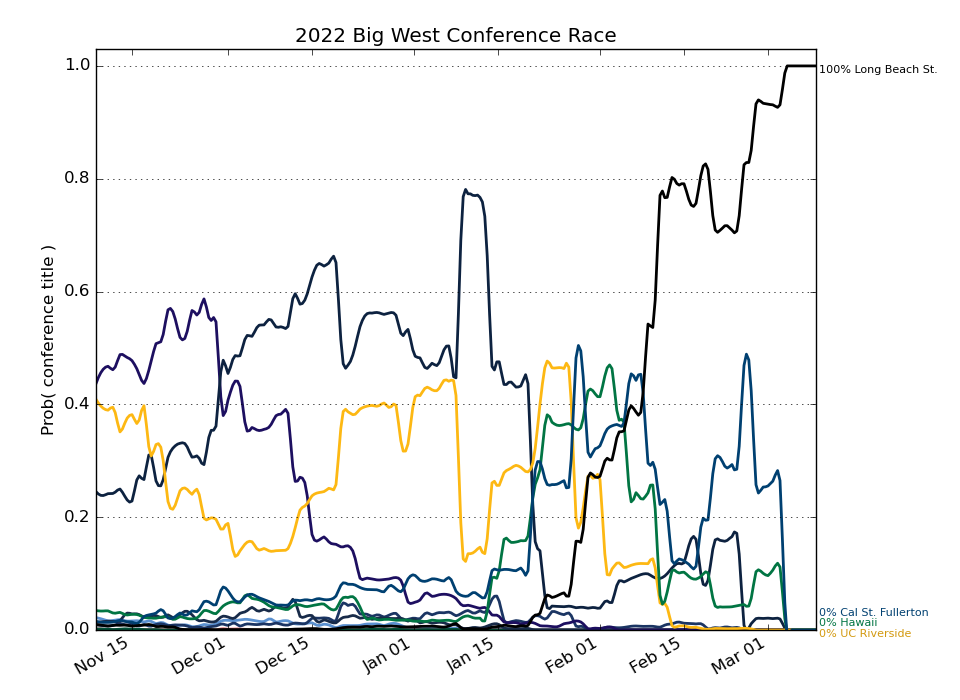 2022 Big West Conference Race
1.0
0.8
0.6
0.4
0.2
0.0
Prob( conference title )
Nov 15
Dec 01
Dec 15
Jan 01
Jan 15
Feb 01
Feb 15
Mar 01
100% Long Beach St.
0% Cal St. Fullerton
0% Hawaii
0% UC Riverside